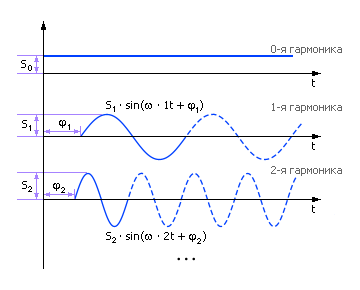 0-я гармоника
S₀
t
1-я гармоника
S₁ · sin(ω · 1t + φ₁)
S₁
φ₁
t
2-я гармоника
S₂
φ₂
t
S₂ · sin(ω · 2t + φ₂)
...